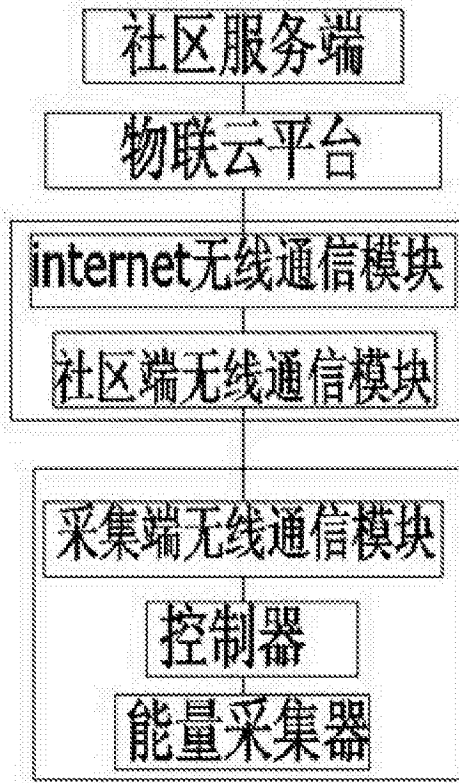 社区服务端
物联云平台
internet无线通信模块
社区端无线通信模块
采集端无线通信模块
控制器
能量采集器